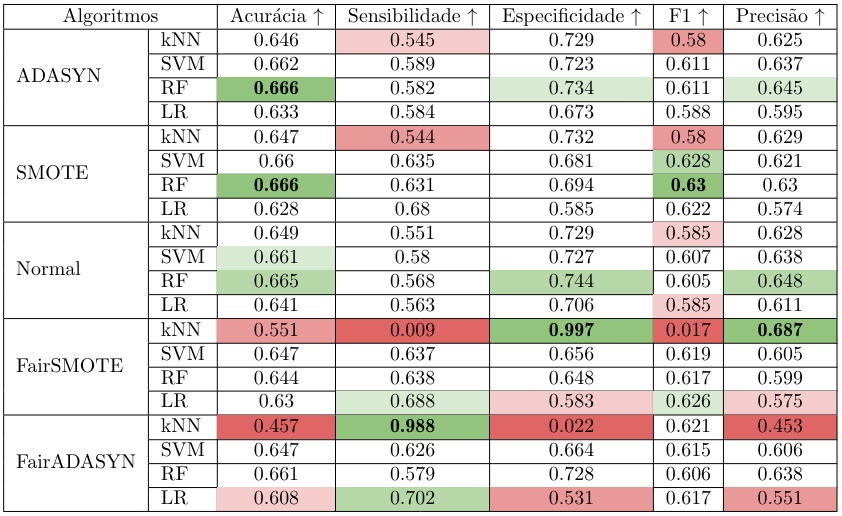 Algoritmos Acurácia ↑ Sensibilidade ↑ Especificidade ↑ F1 ↑ Precisão ↑
ADASYN
kNN 0.646 0.545 0.729 0.58 0.625
SVM 0.662 0.589 0.723 0.611 0.637
RF 0.666 0.582 0.734 0.611 0.645
LR 0.633 0.584 0.673 0.588 0.595
SMOTE
kNN 0.647 0.544 0.732 0.58 0.629
SVM 0.66 0.635 0.681 0.628 0.621
RF 0.666 0.631 0.694 0.63 0.63
LR 0.628 0.68 0.585 0.622 0.574
Normal
kNN 0.649 0.551 0.729 0.585 0.628
SVM 0.661 0.58 0.727 0.607 0.638
RF 0.665 0.568 0.744 0.605 0.648
LR 0.641 0.563 0.706 0.585 0.611
FairSMOTE
kNN 0.551 0.009 0.997 0.017 0.687
SVM 0.647 0.637 0.656 0.619 0.605
RF 0.644 0.638 0.648 0.617 0.599
LR 0.63 0.688 0.583 0.626 0.575
FairADASYN
kNN 0.457 0.988 0.022 0.621 0.453
SVM 0.647 0.626 0.664 0.615 0.606
RF 0.661 0.579 0.728 0.606 0.638
LR 0.608 0.702 0.531 0.617 0.551